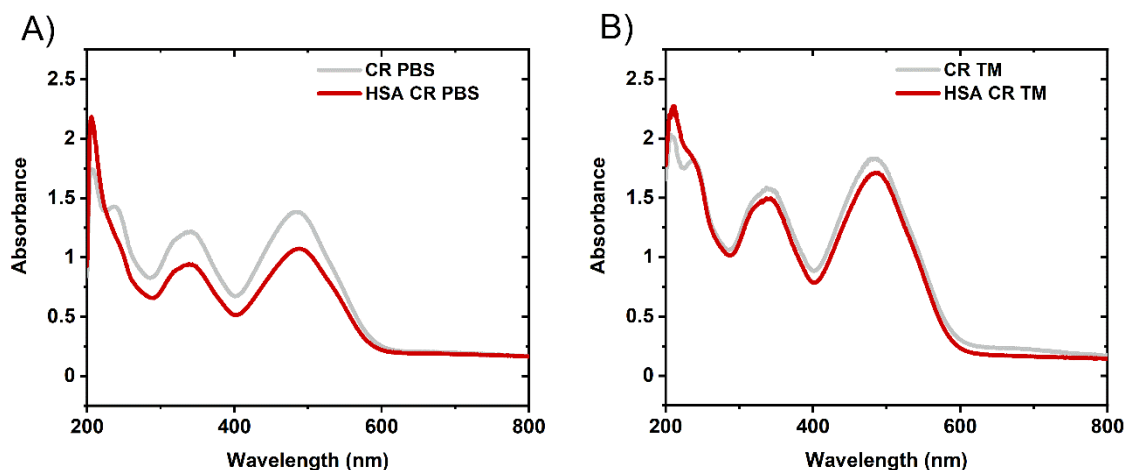 A)
B)
CR PBS
HSA CR PBS
CR TM
HSA CR TM
Absorbance
2.5
2
1.5
1
0.5
0
200
400
600
800
Wavelength (nm)
Absorbance
2.5
2
1.5
1
0.5
0
200
400
600
800
Wavelength (nm)